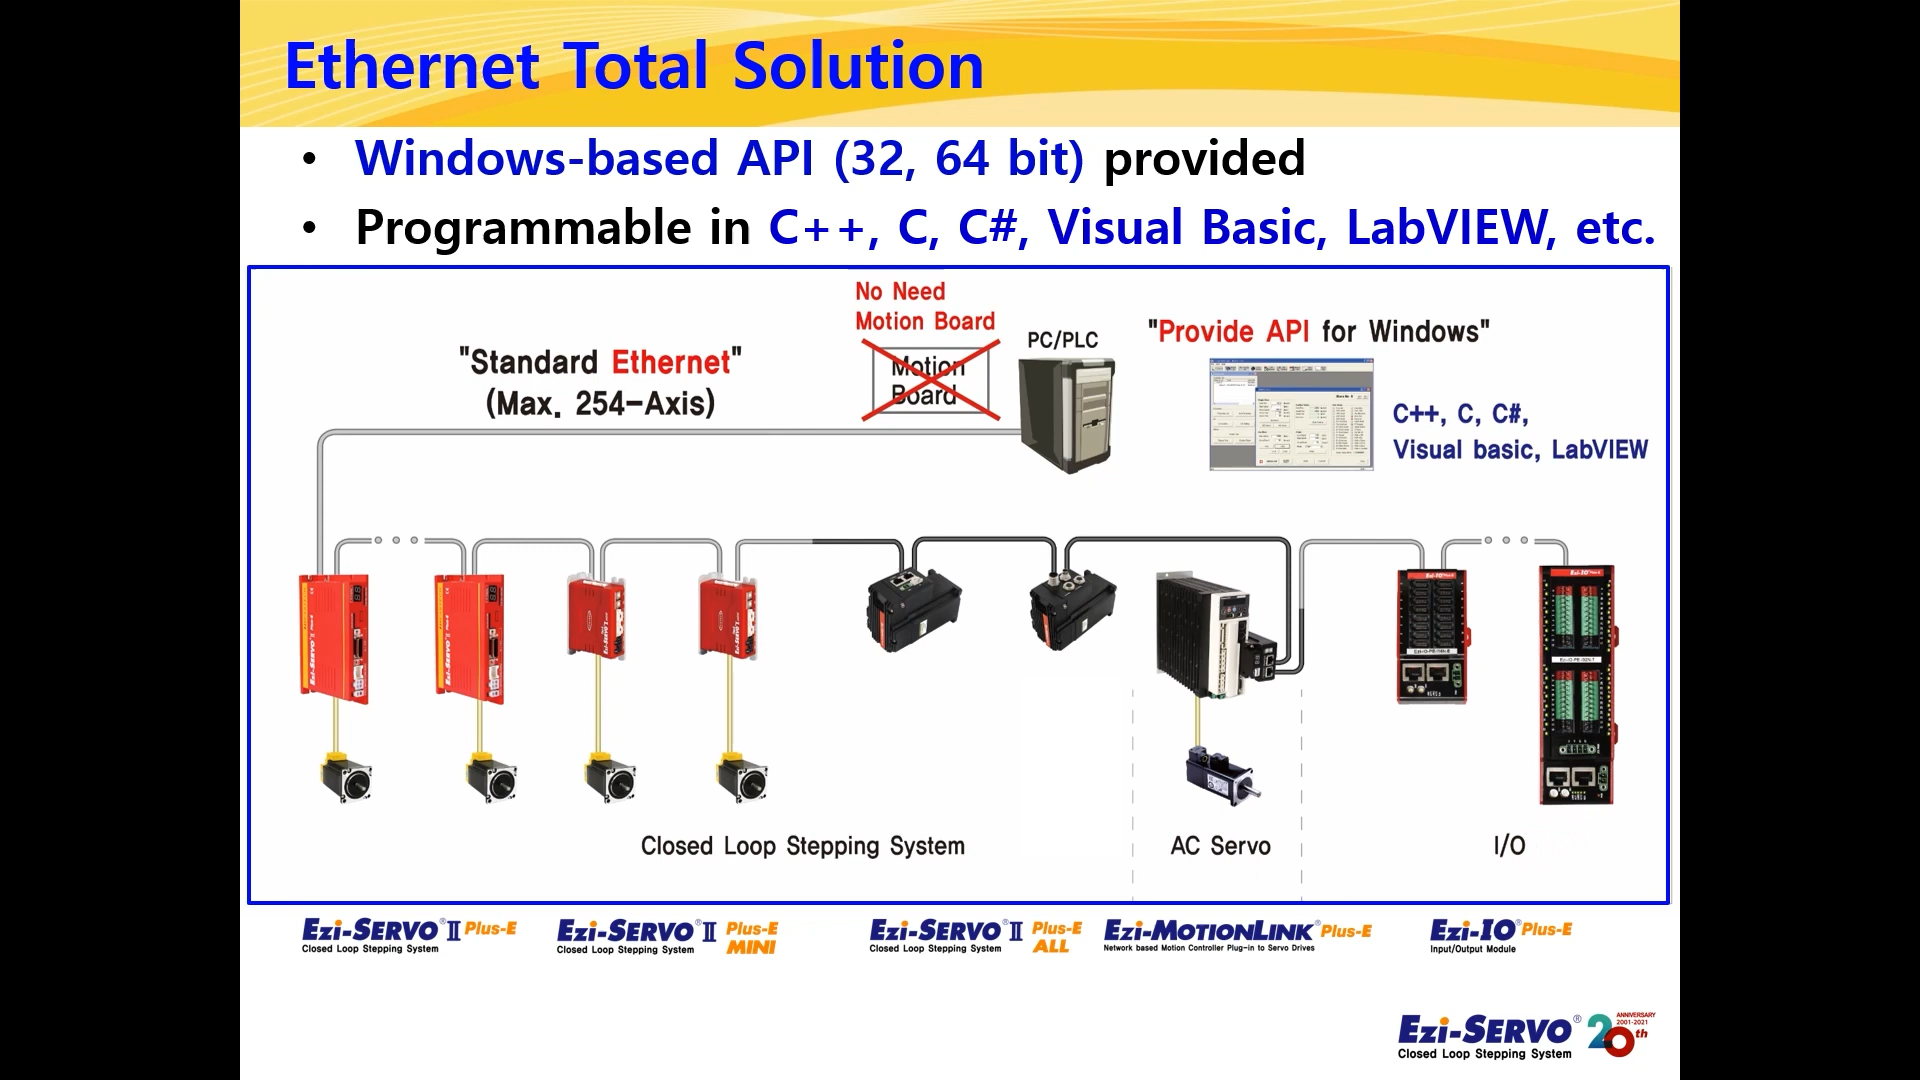 Ethernet Total Solution
• Windows-based API (32, 64 bit) provided
• Programmable in C++, C, C#, Visual Basic, LabVIEW, etc.
No Need
Motion Board
Motion
Board
PC/PLC
"Provide API for Windows"
"Standard Ethernet"
(Max. 254-Axis)
C++, C, C#,
Visual basic, LabVIEW
Closed Loop Stepping System
AC Servo
I/O
Ezi-SERVO® II Plus-E
Closed Loop Stepping System
Ezi-SERVO® II Plus-E MINI
Closed Loop Stepping System
Ezi-SERVO® II Plus-E ALL
Closed Loop Stepping System
Ezi-MOTIONLINK® Plus-E
Network based Motion Controller Plug-in to Servo Drives
Ezi-IO® Plus-E
Input/Output Module
Ezi-SERVO®
Closed Loop Stepping System
20th
ANNIVERSARY
2001-2021